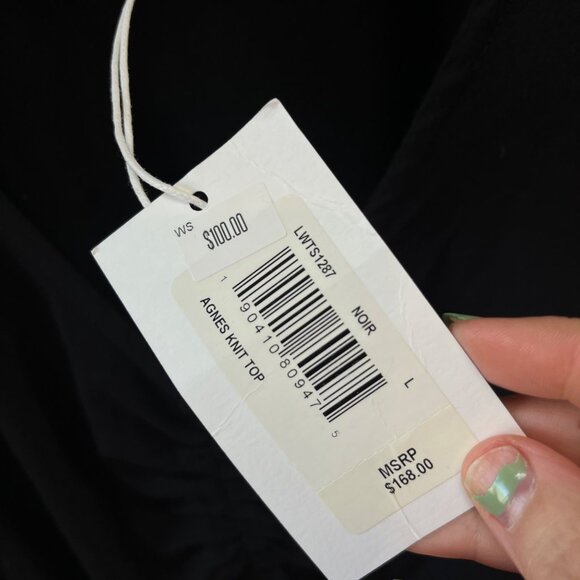 WS
$100.00
LWTS1287
NOIR
L
1 90410 80947 5
AGNES KNIT TOP
MSRP
$168.00